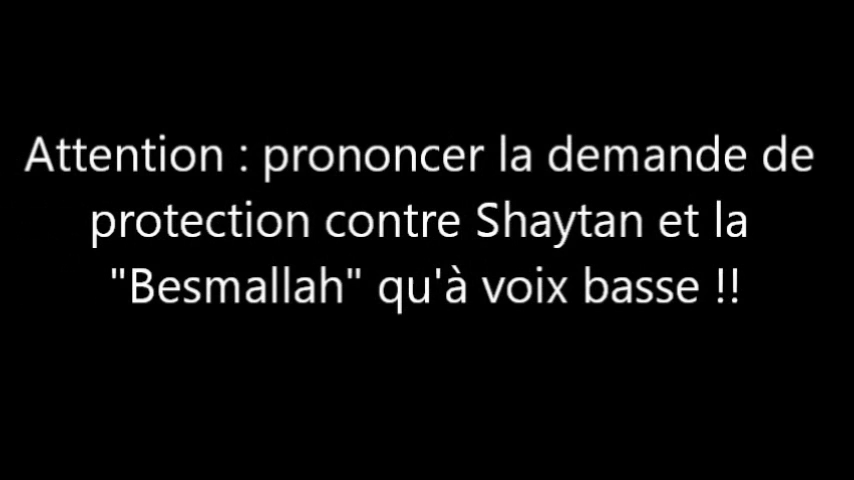 Attention : prononcer la demande de
protection contre Shaytan et la
"Besmallah" qu'à voix basse !!